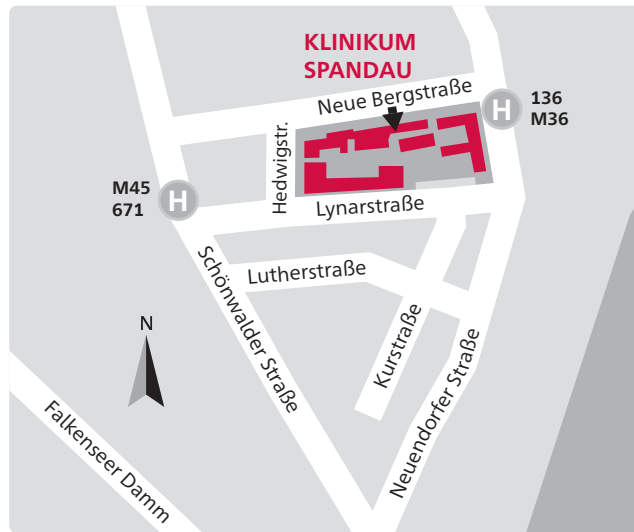 KLINIKUM
SPANDAU
Neue Bergstraße
H
136
M36
Hedwigstr.
M45
671
H
Lynarstraße
Schönwalder Straße
Lutherstraße
Kurstraße
Neuendorfer Straße
N
Falkenseer Damm